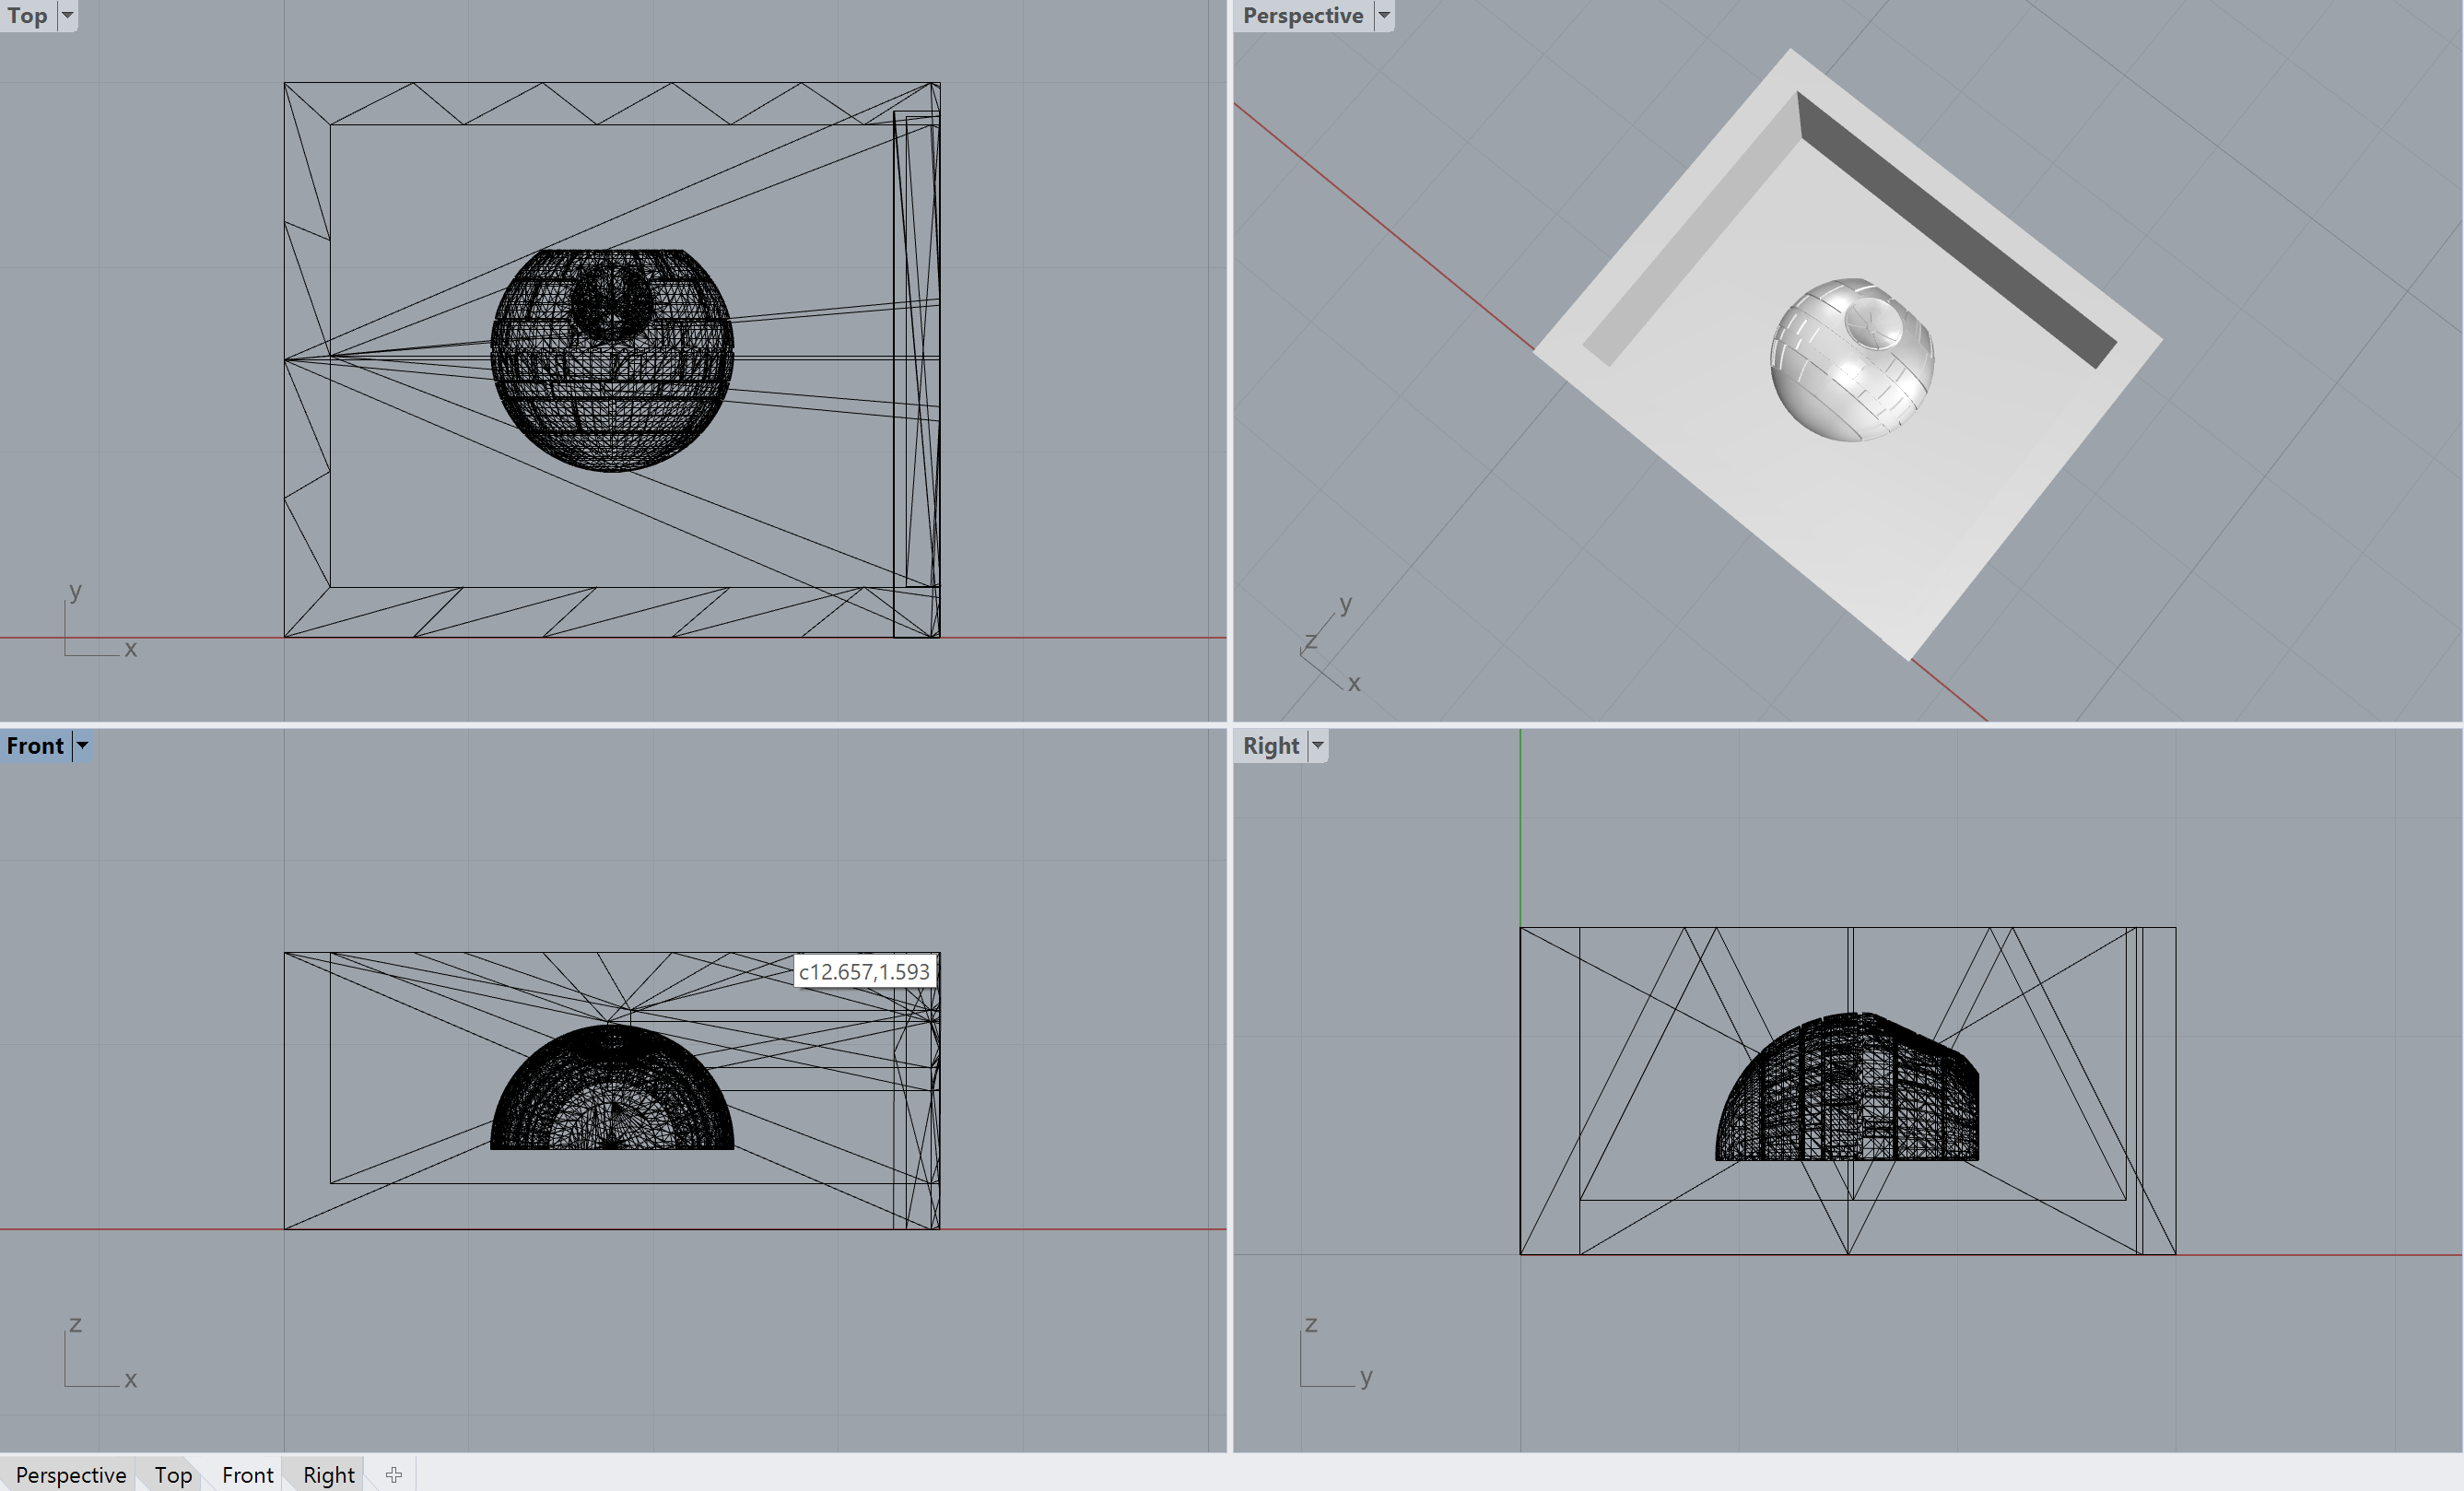 Top
Perspective
y
x
y
z
x
Front
Right
c12.657,1.593
z
x
z
y
Perspective Top Front Right